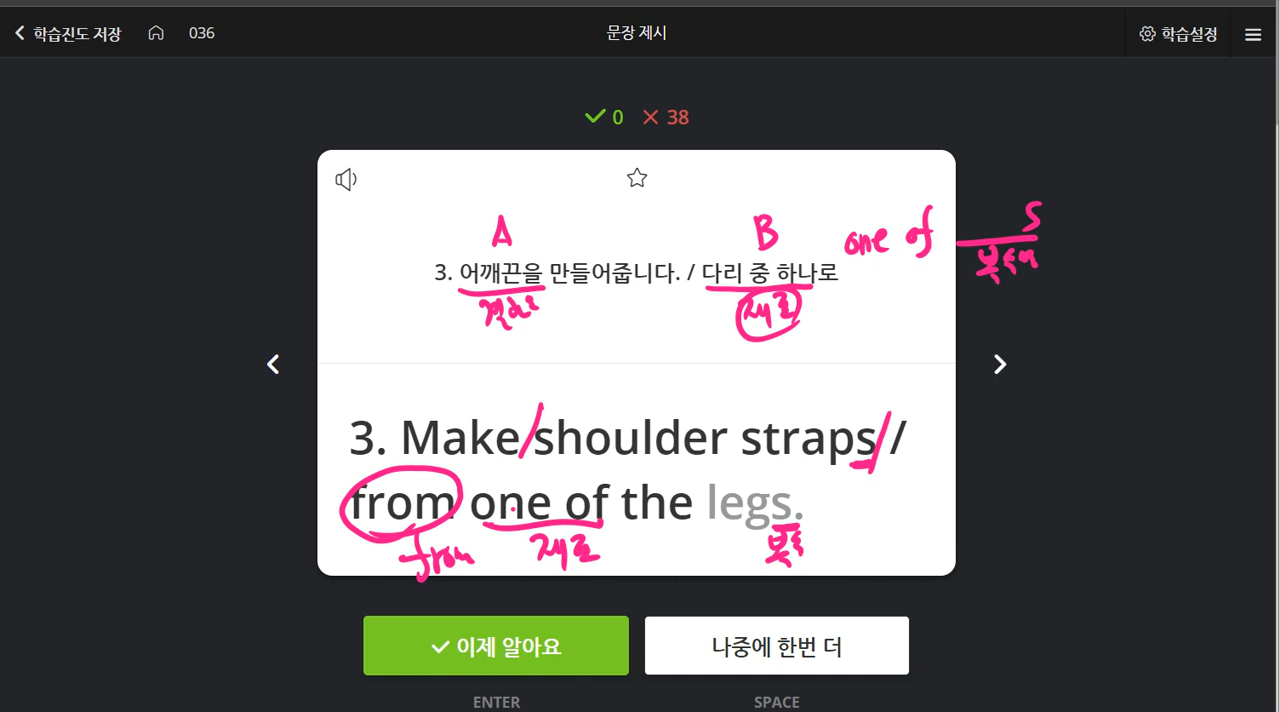 학습진도 저장 036 문장 제시 학습설정
0 38
A B one of S
복수
3. 어깨끈을 만들어줍니다. / 다리 중 하나로
재료
3. Make shoulder straps /
from one of the legs.
from 재료 복수
이제 알아요 나중에 한번 더
ENTER SPACE